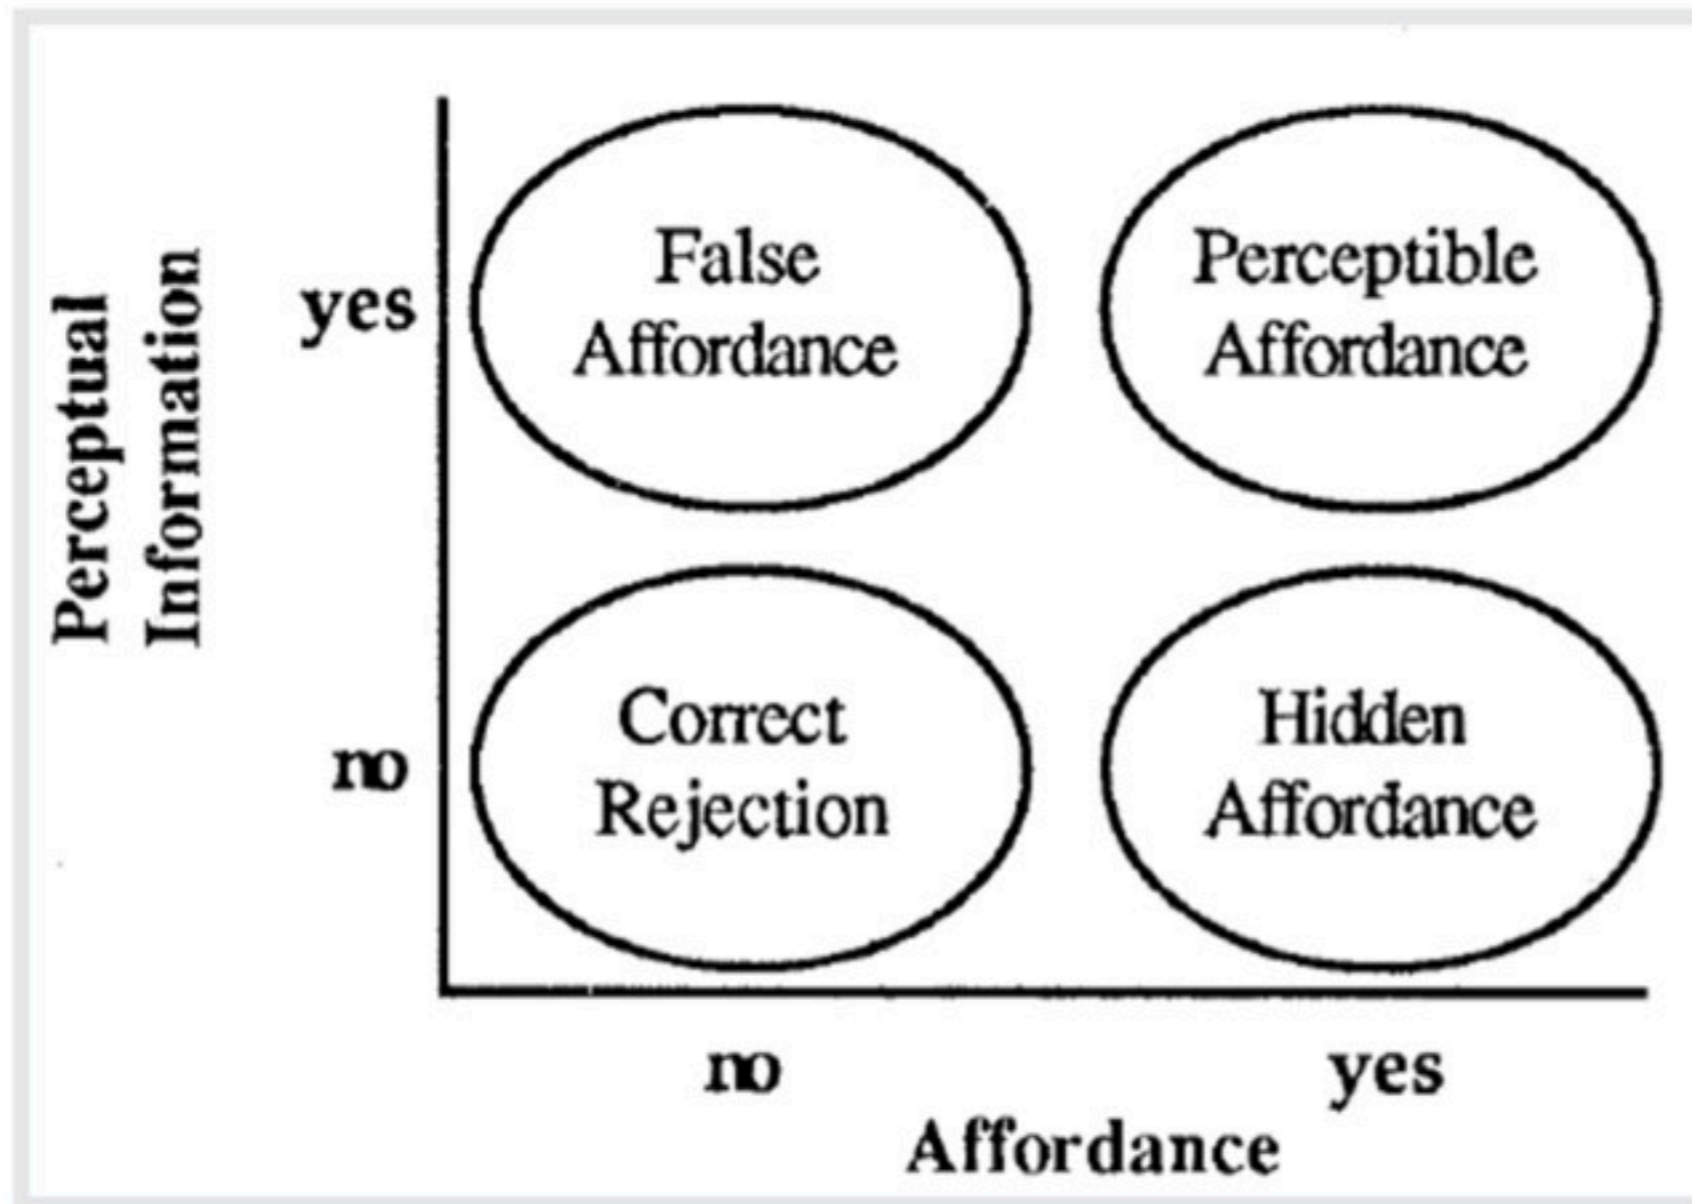 Perceptual
Information
yes
False
Affordance
Perceptible
Affordance
no
Correct
Rejection
Hidden
Affordance
no
yes
Affordance